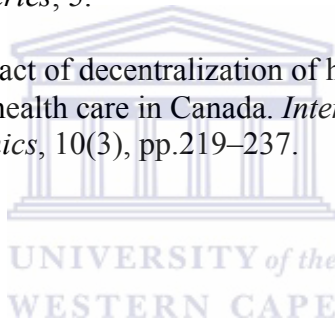 eries, 5.
act of decentralization of h
health care in Canada. Inter
ics, 10(3), pp.219–237.
UNIVERSITY of the
WESTERN CAPE